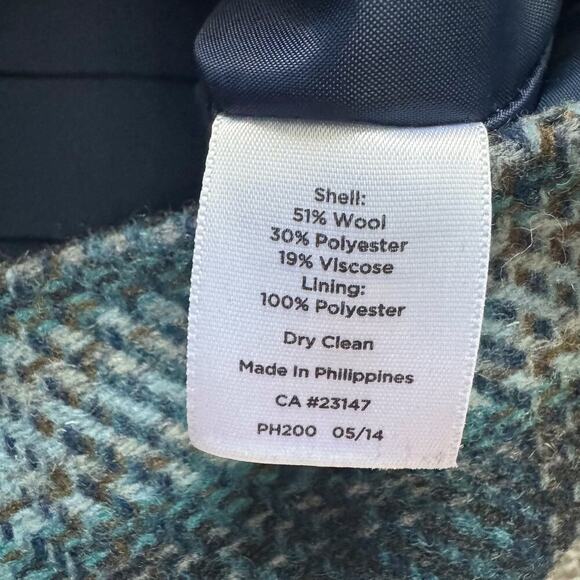 Shell:
51% Wool
30% Polyester
19% Viscose
Lining:
100% Polyester
Dry Clean
Made In Philippines
CA #23147
PH200 05/14